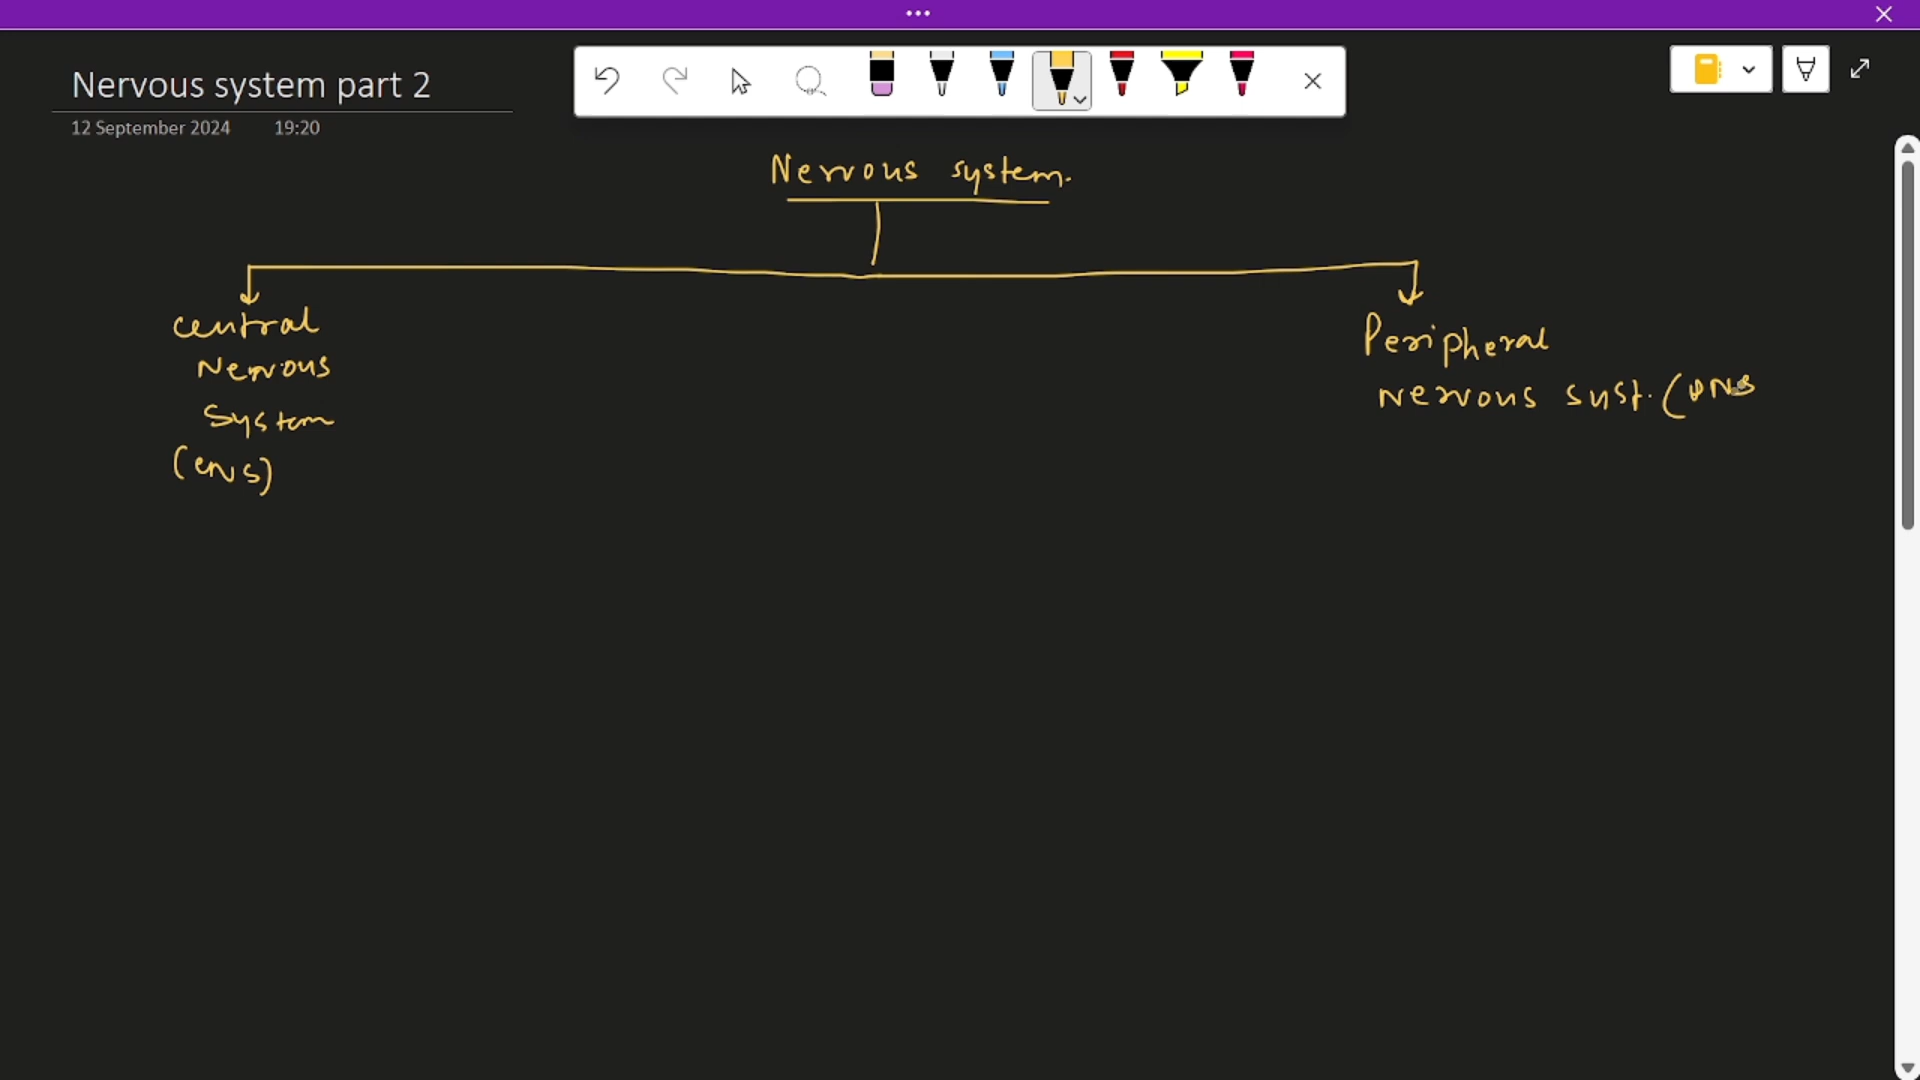 Nervous system part 2
12 September 2024 19:20
Nervous system.
Central
Nervous
System
(CNS)
Peripheral
Nervous syst. (PNS